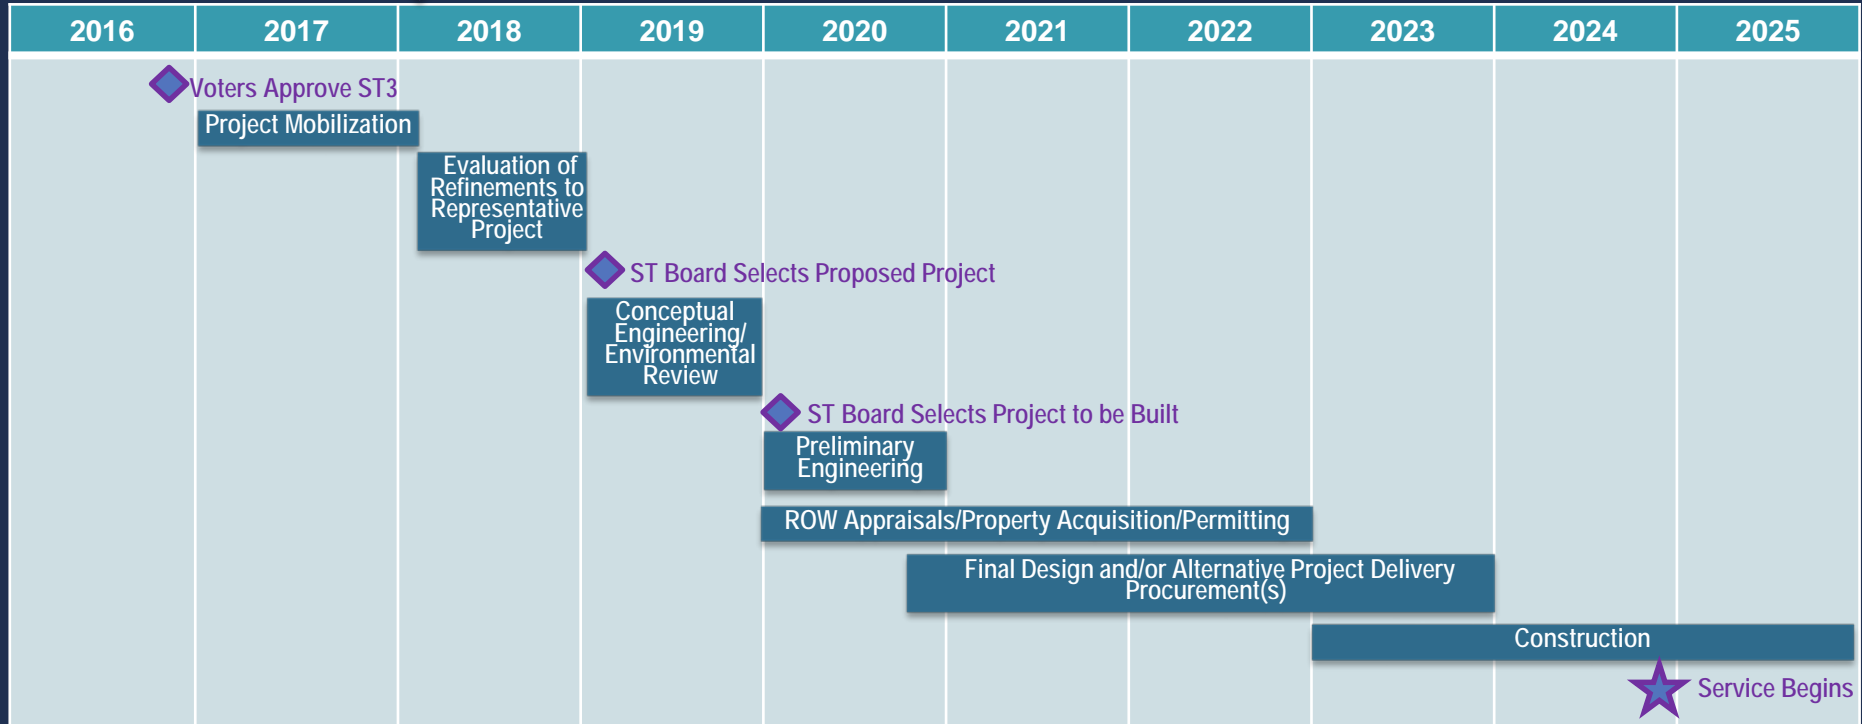 2016 2017 2018 2019 2020 2021 2022 2023 2024 2025
Voters Approve ST3
Project Mobilization
Evaluation of
Refinements to
Representative
Project
ST Board Selects Proposed Project
Conceptual
Engineering/
Environmental
Review
ST Board Selects Project to be Built
Preliminary
Engineering
ROW Appraisals/Property Acquisition/Permitting
Final Design and/or Alternative Project Delivery
Procurement(s)
Construction
Service Begins